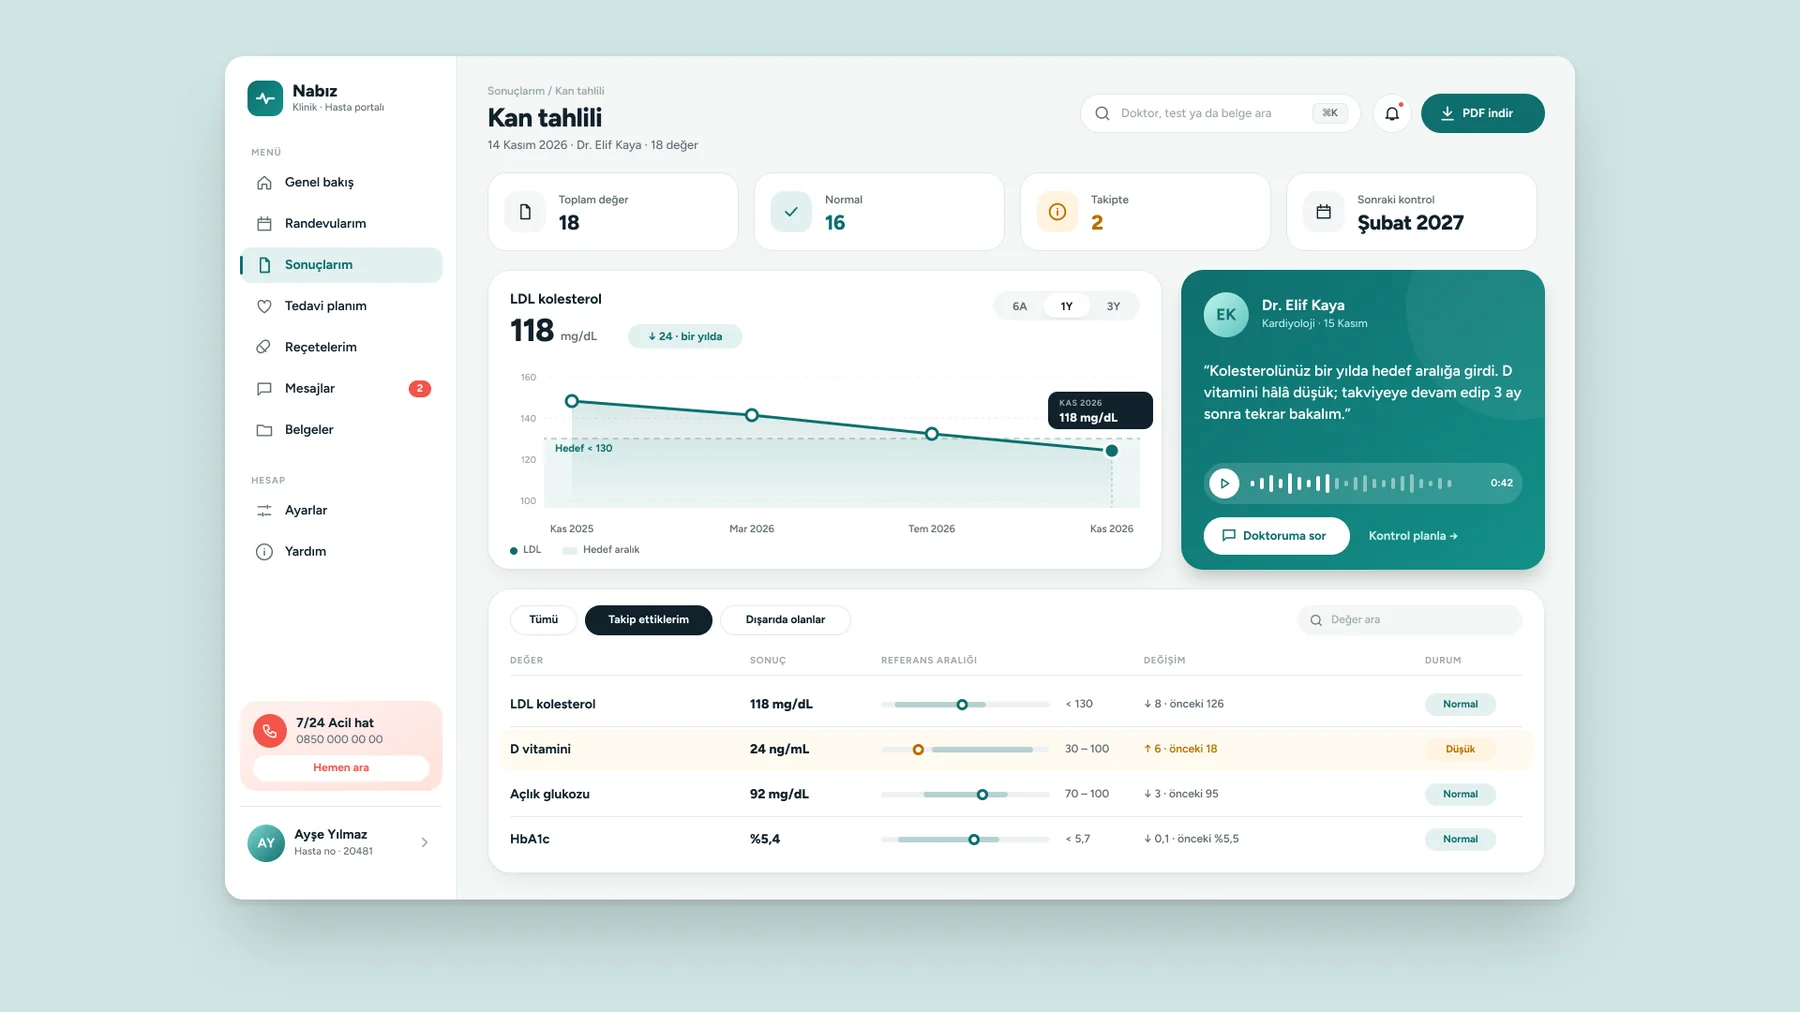 Nabız
Klinik · Hasta portalı
MENÜ
Genel bakış
Randevularım
Sonuçlarım
Tedavi planım
Reçetelerim
Mesajlar
2
Belgeler
HESAP
Ayarlar
Yardım
7/24 Acil hat
0850 000 00 00
Hemen ara
AY
Ayşe Yılmaz
Hasta no · 20481
Sonuçlarım / Kan tahlili
Kan tahlili
14 Kasım 2026 · Dr. Elif Kaya · 18 değer
Doktor, test ya da belge ara
⌘K
PDF indir
Toplam değer
18
Normal
16
Takipte
2
Sonraki kontrol
Şubat 2027
LDL kolesterol
118 mg/dL
↓ 24 · bir yılda
6A
1Y
3Y
160
140
120
100
Hedef < 130
KAS 2026
118 mg/dL
Kas 2025
Mar 2026
Tem 2026
Kas 2026
LDL
Hedef aralık
EK
Dr. Elif Kaya
Kardiyoloji · 15 Kasım
“Kolesterolünüz bir yılda hedef aralığa girdi. D
vitamini hâlâ düşük; takviyeye devam edip 3 ay
sonra tekrar bakalım.”
0:42
Doktoruma sor
Kontrol planla →
Tümü
Takip ettiklerim
Dışarıda olanlar
Değer ara
DEĞER SONUÇ REFERANS ARALIĞI DEĞİŞİM DURUM
LDL kolesterol 118 mg/dL < 130 ↓ 8 · önceki 126 Normal
D vitamini 24 ng/mL 30 – 100 ↑ 6 · önceki 18 Düşük
Açlık glukozu 92 mg/dL 70 – 100 ↓ 3 · önceki 95 Normal
HbA1c %5,4 < 5,7 ↓ 0,1 · önceki %5,5 Normal